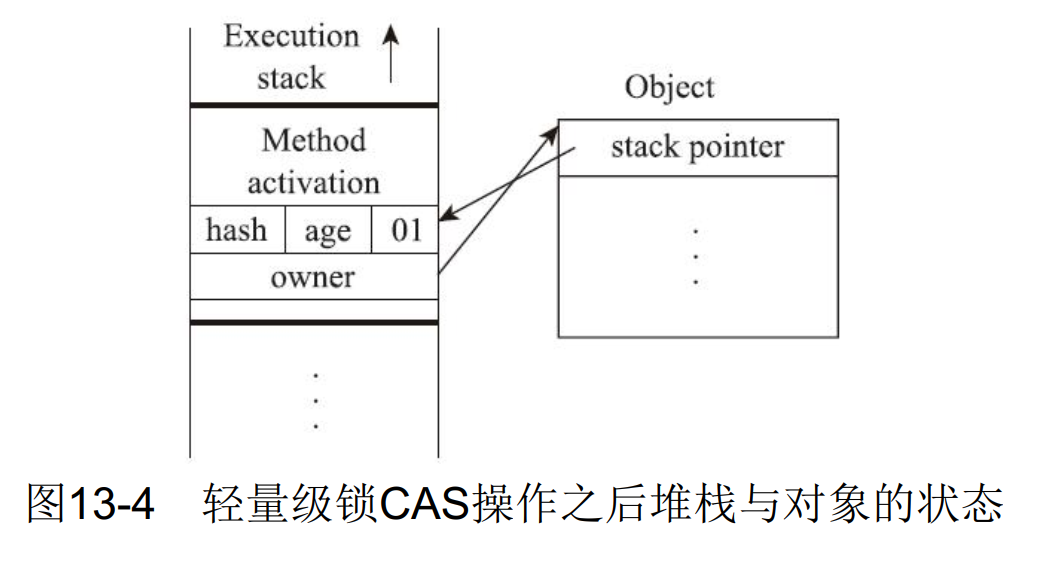 Execution
stack
Object
Method
activation
stack pointer
hash age 01
owner
图13-4 轻量级锁CAS操作之后堆栈与对象的状态